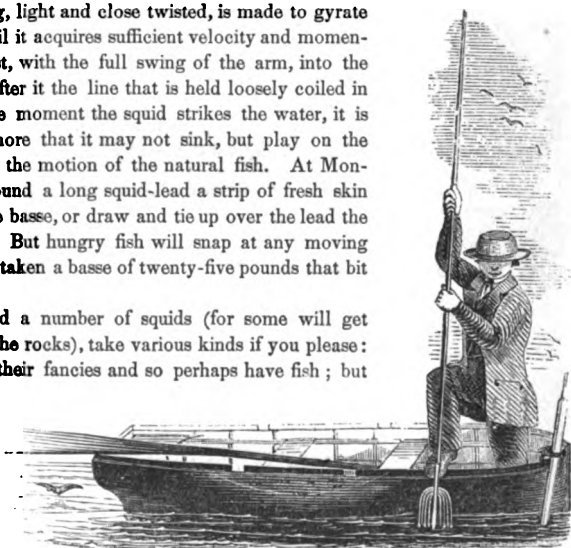 g, light and close twisted, is made to gyrate
il it acquires sufficient velocity and momen-
t, with the full swing of the arm, into the
fter it the line that is held loosely coiled in
e moment the squid strikes the water, it is
nore that it may not sink, but play on the
the motion of the natural fish. At Mon-
und a long squid-lead a strip of fresh skin
basse, or draw and tie up over the lead the
But hungry fish will snap at any moving
taken a basse of twenty-five pounds that bit
d a number of squids (for some will get
he rocks), take various kinds if you please:
their fancies and so perhaps have fish; but